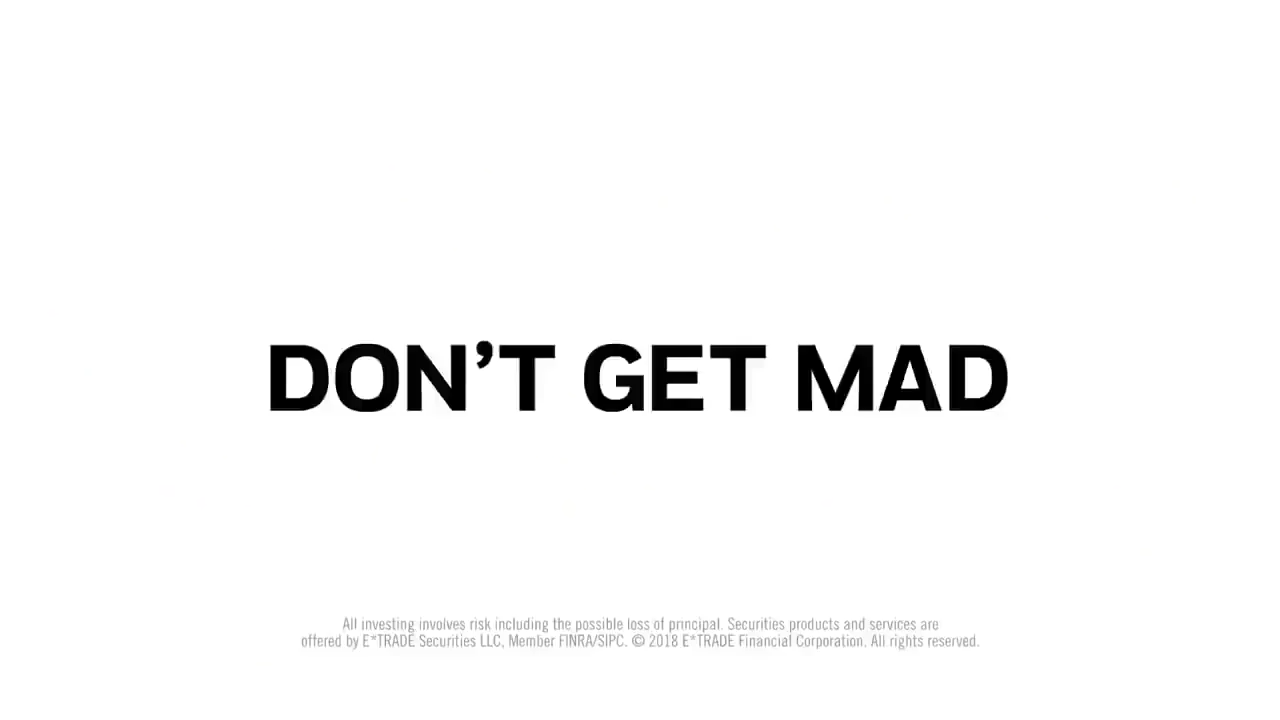 DON’T GET MAD
All investing involves risk including the possible loss of principal. Securities products and services are
offered by E*TRADE Securities LLC, Member FINRA/SIPC. © 2018 E*TRADE Financial Corporation. All rights reserved.